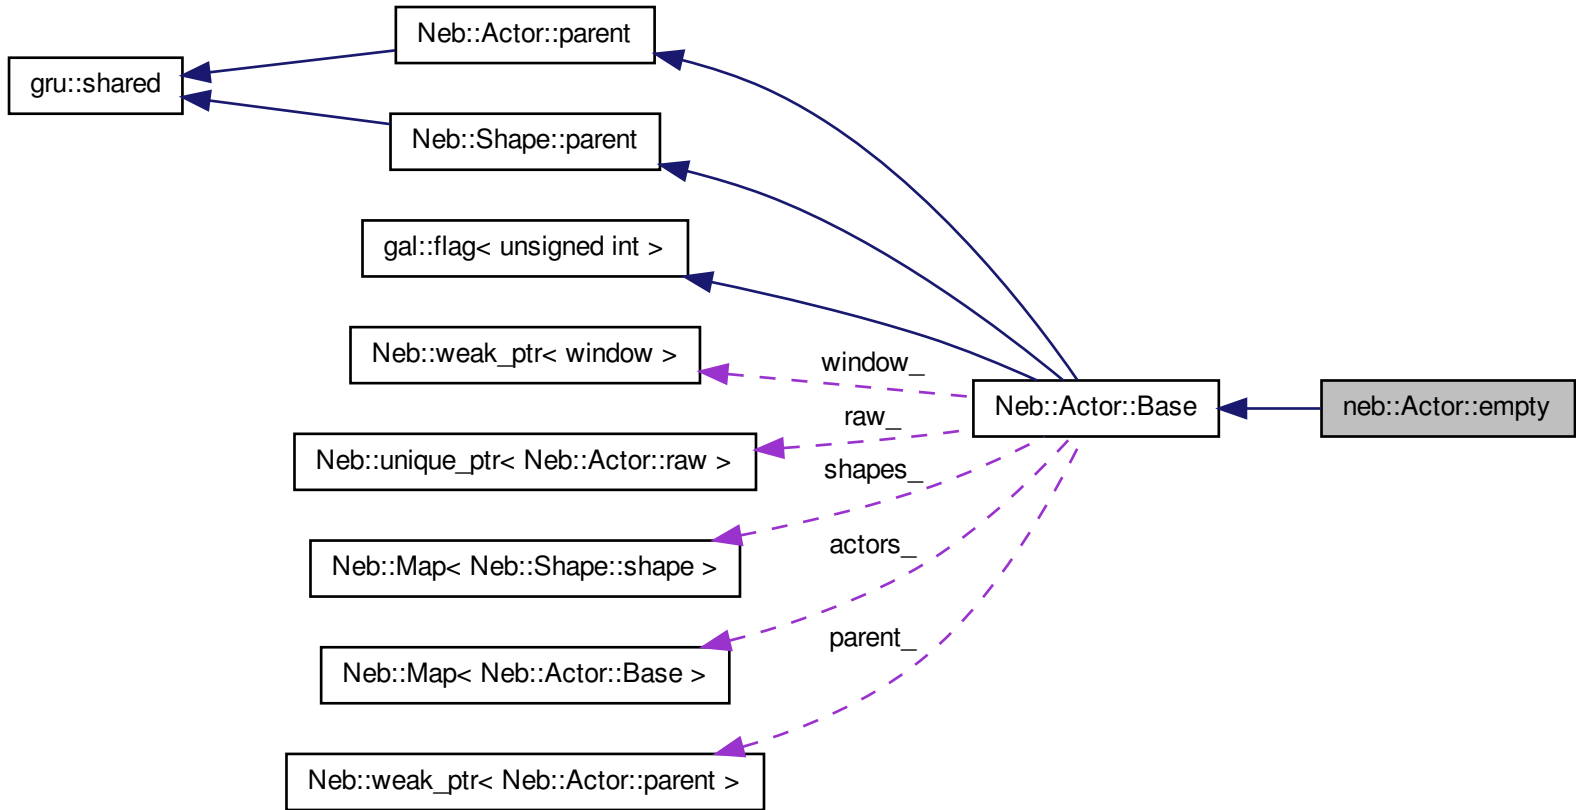 Neb::Actor::parent
gru::shared
Neb::Shape::parent
gal::flag< unsigned int >
Neb::weak_ptr< window >
window_
Neb::Actor::Base
neb::Actor::empty
raw_
Neb::unique_ptr< Neb::Actor::raw >
shapes_
Neb::Map< Neb::Shape::shape >
actors_
Neb::Map< Neb::Actor::Base >
parent_
Neb::weak_ptr< Neb::Actor::parent >